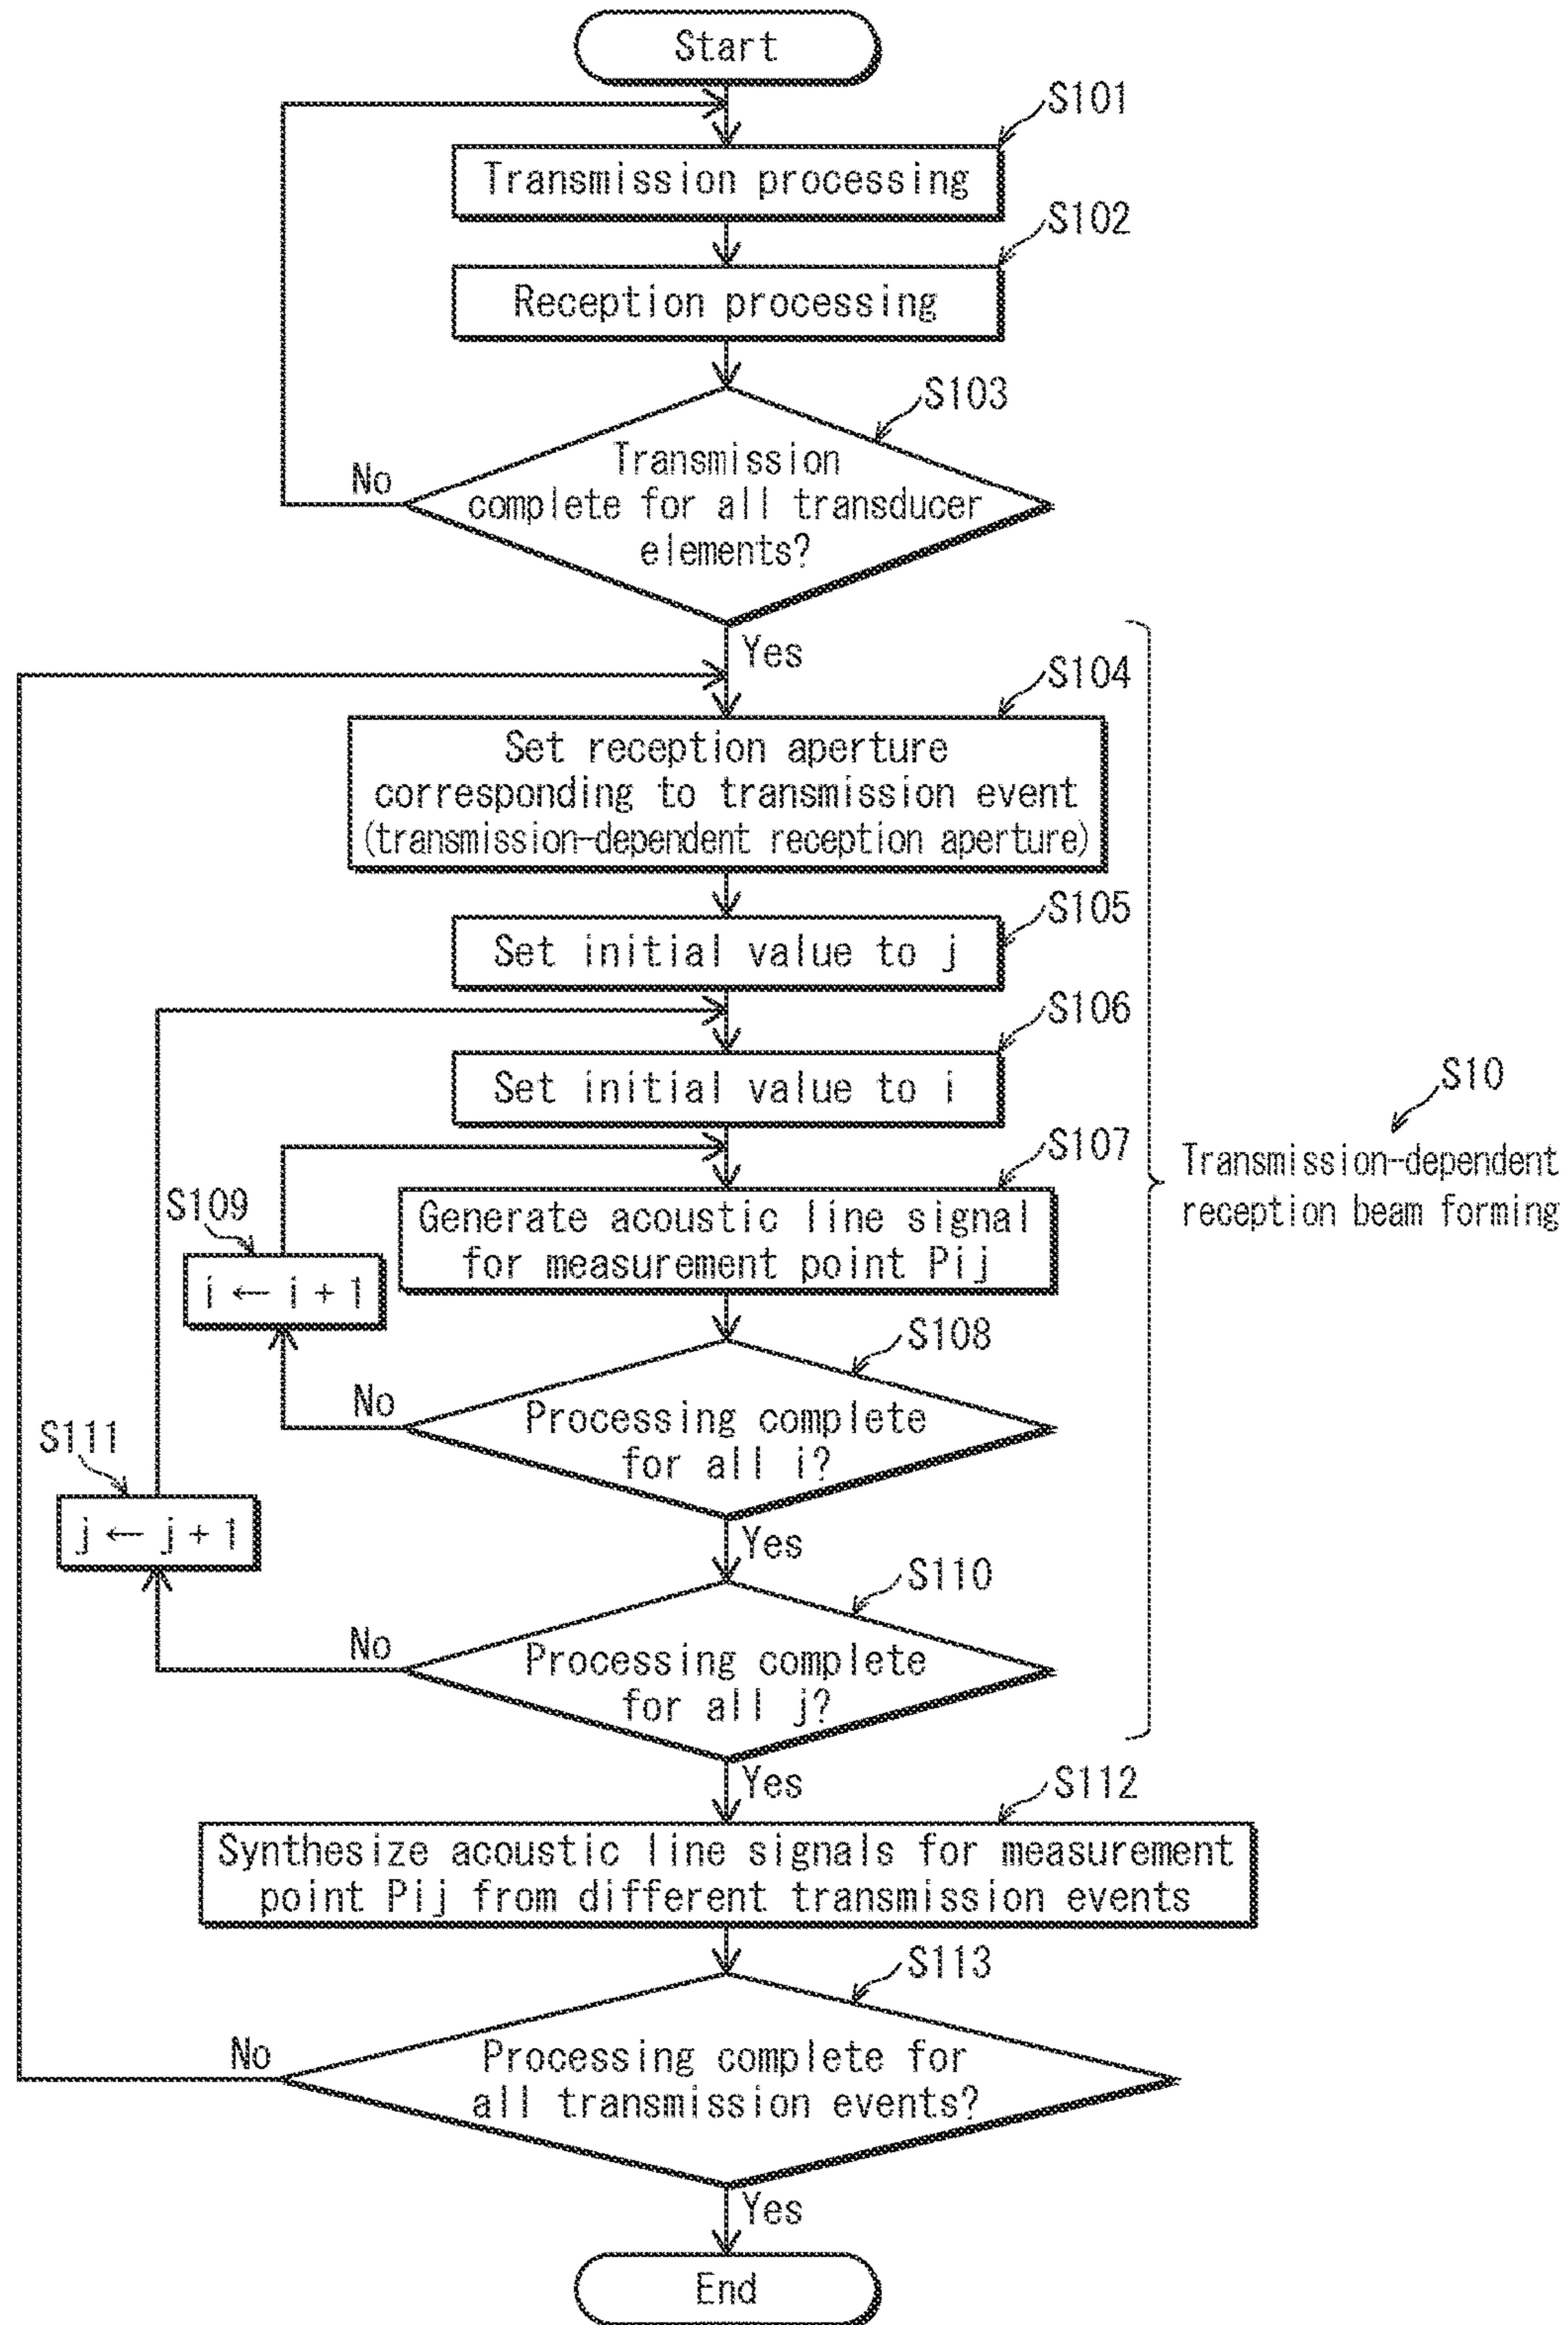 Start
S101
Transmission processing
S102
Reception processing
S103
Transmission
complete for all transducer
elements?
No
Yes
S104
Set reception aperture
corresponding to transmission event
(transmission-dependent reception aperture)
S105
Set initial value to j
S106
Set initial value to i
S107
Generate acoustic line signal
for measurement point Pij
S109
i ← i + 1
S108
Processing complete
for all i?
No
Yes
S111
j ← j + 1
S110
Processing complete
for all j?
No
Yes
S10
Transmission-dependent
reception beam forming
S112
Synthesize acoustic line signals for measurement
point Pij from different transmission events
S113
Processing complete for
all transmission events?
No
Yes
End